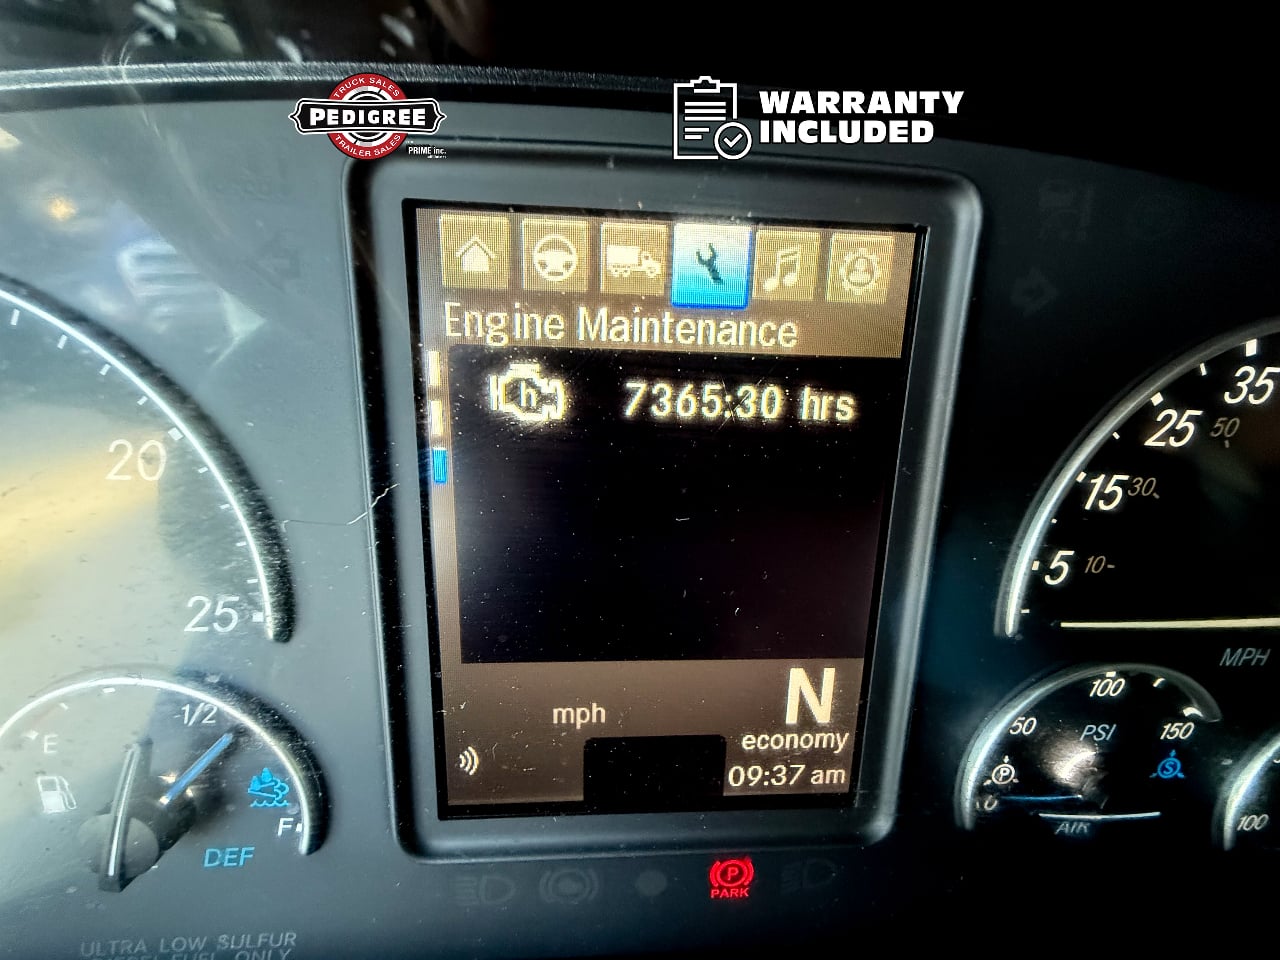 TRUCK SALES
PEDIGREE
TRAILER SALES
PRIME inc.
WARRANTY
INCLUDED
Engine Maintenance
h
7365:30 hrs
mph
N
economy
09:37 am
20
25
E
1/2
F
DEF
ULTRA LOW SULFUR
DIESEL FUEL ONLY
35
25 50
15 30
5 10
MPH
50
100
150
PSI
P
S
0
AIR
100
P
PARK